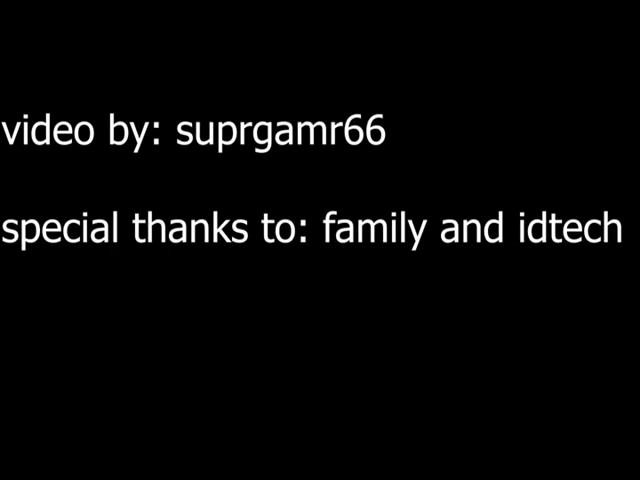 video by: suprgamr66
special thanks to: family and idtech